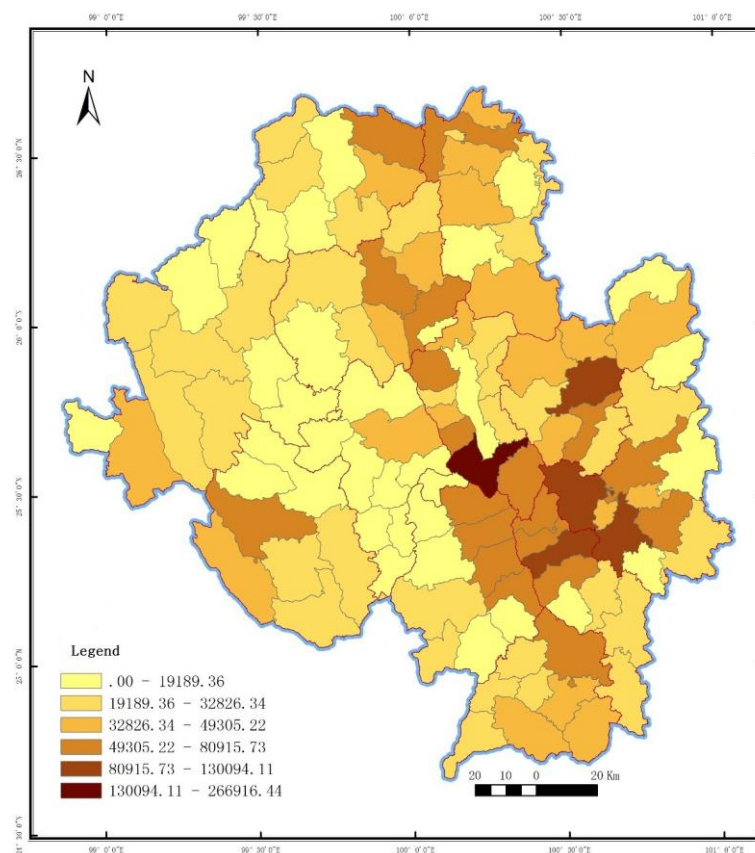 99° 0′0″E 99° 30′0″E 100° 0′0″E 100° 30′0″E 101° 0′0″E
N
26° 30′0″N
26° 0′0″N
25° 30′0″N
25° 0′0″N
24° 30′0″N
Legend
.00 - 19189.36
19189.36 - 32826.34
32826.34 - 49305.22
49305.22 - 80915.73
80915.73 - 130094.11
130094.11 - 266916.44
20 10 0 20 Km
99° 0′0″E 99° 30′0″E 100° 0′0″E 100° 30′0″E 101° 0′0″E